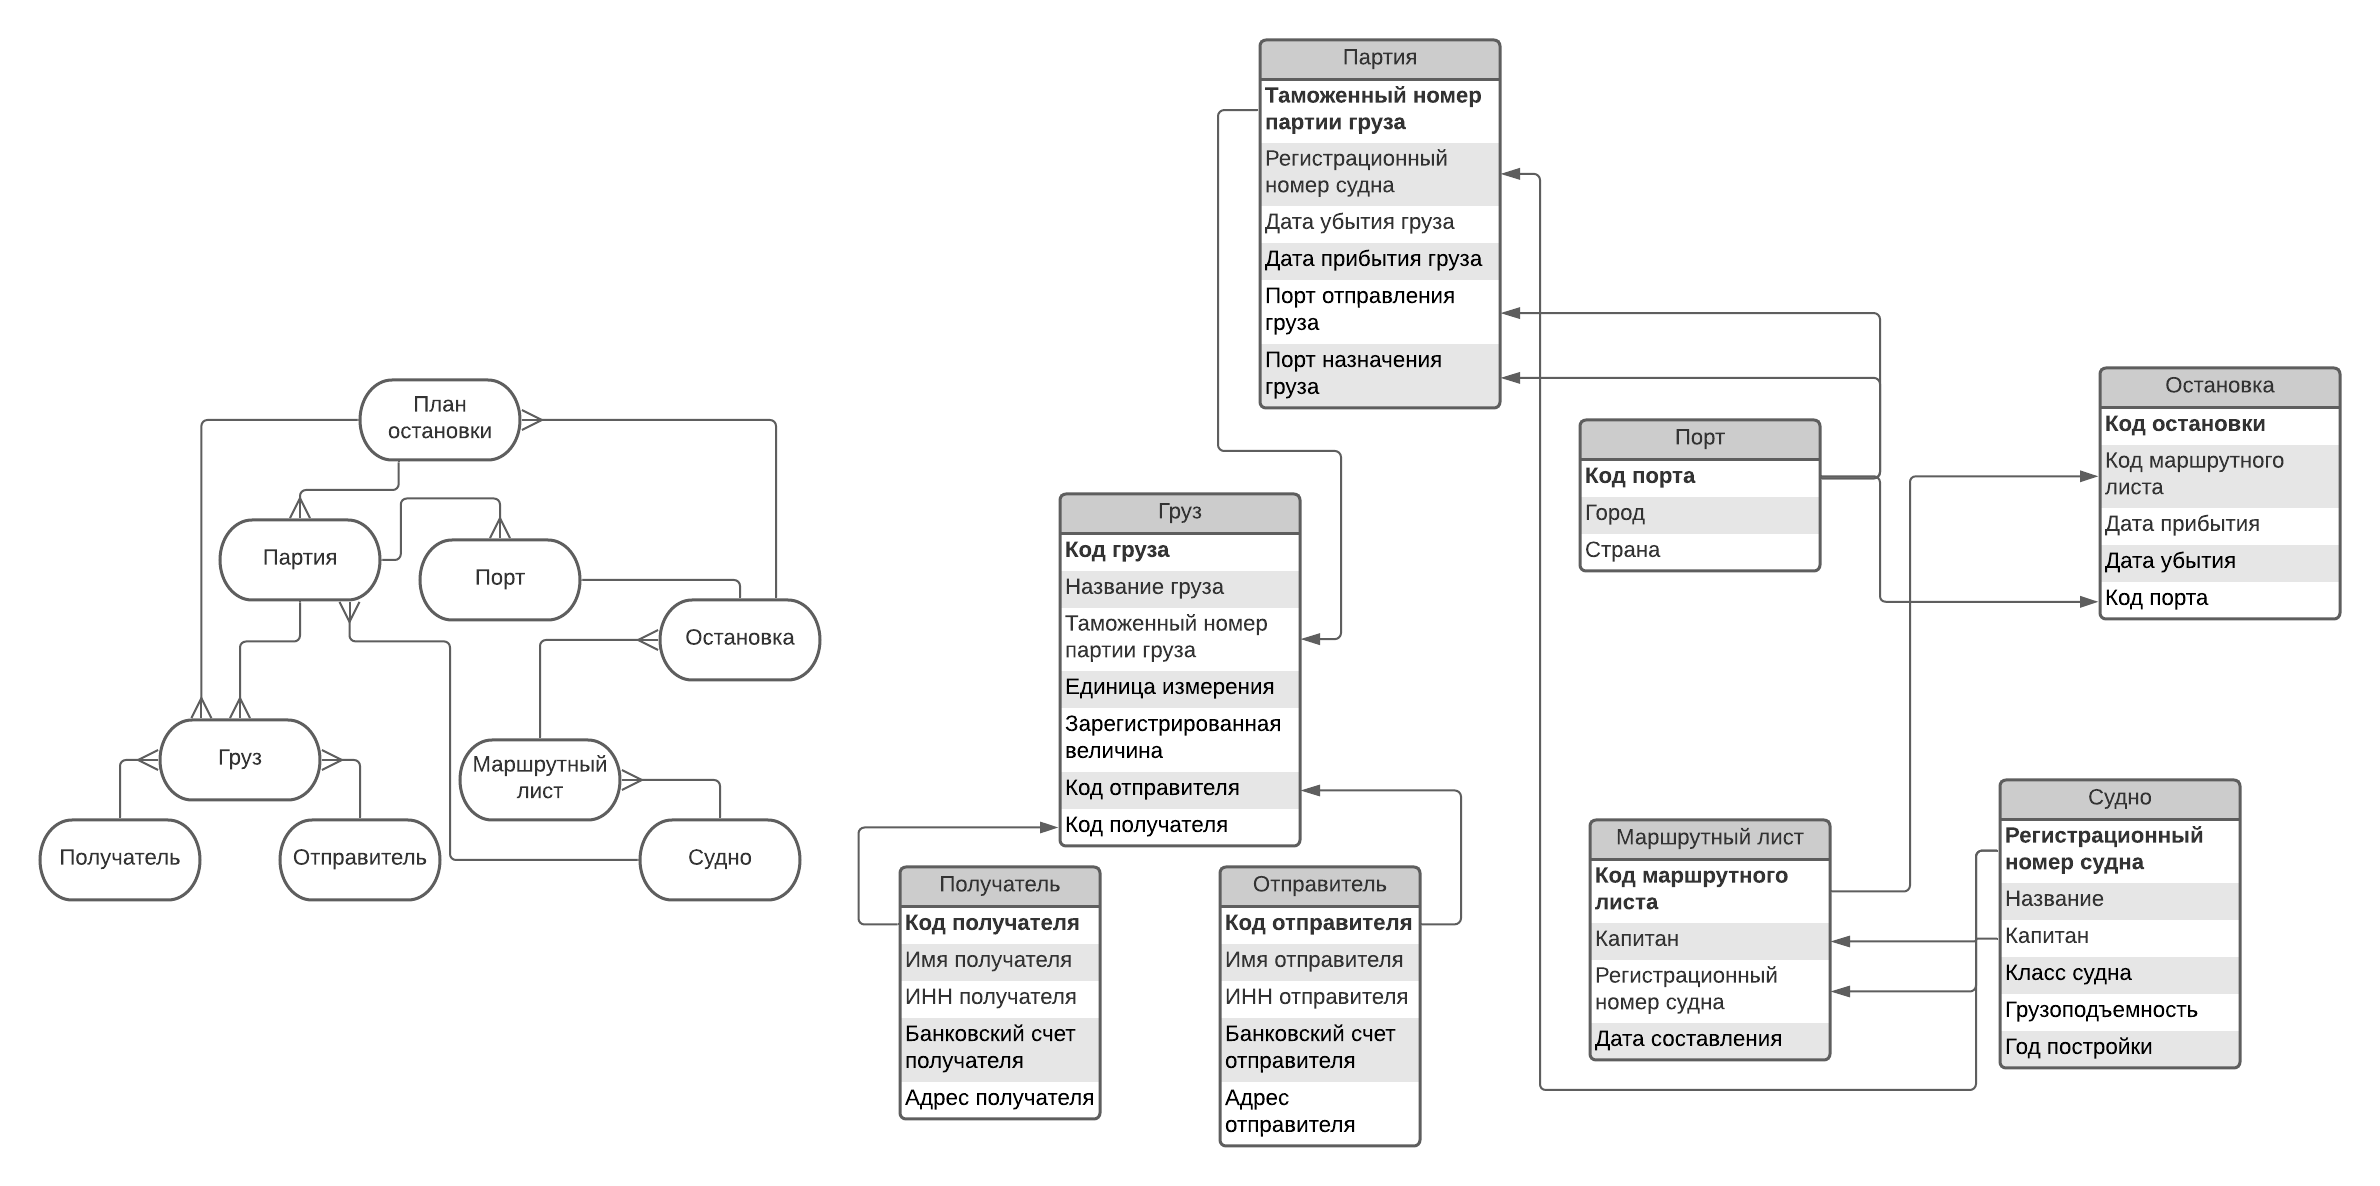 План
остановки
Партия
Порт
Остановка
Груз
Маршрутный
лист
Получатель
Отправитель
Судно
Партия
Таможенный номер
партии груза
Регистрационный
номер судна
Дата убытия груза
Дата прибытия груза
Порт отправления
груза
Порт назначения
груза
Груз
Код груза
Название груза
Таможенный номер
партии груза
Единица измерения
Зарегистрированная
величина
Код отправителя
Код получателя
Получатель
Код получателя
Имя получателя
ИНН получателя
Банковский счет
получателя
Адрес получателя
Отправитель
Код отправителя
Имя отправителя
ИНН отправителя
Банковский счет
отправителя
Адрес
отправителя
Порт
Код порта
Город
Страна
Остановка
Код остановки
Код маршрутного
листа
Дата прибытия
Дата убытия
Код порта
Маршрутный лист
Код маршрутного
листа
Капитан
Регистрационный
номер судна
Дата составления
Судно
Регистрационный
номер судна
Название
Капитан
Класс судна
Грузоподъемность
Год постройки